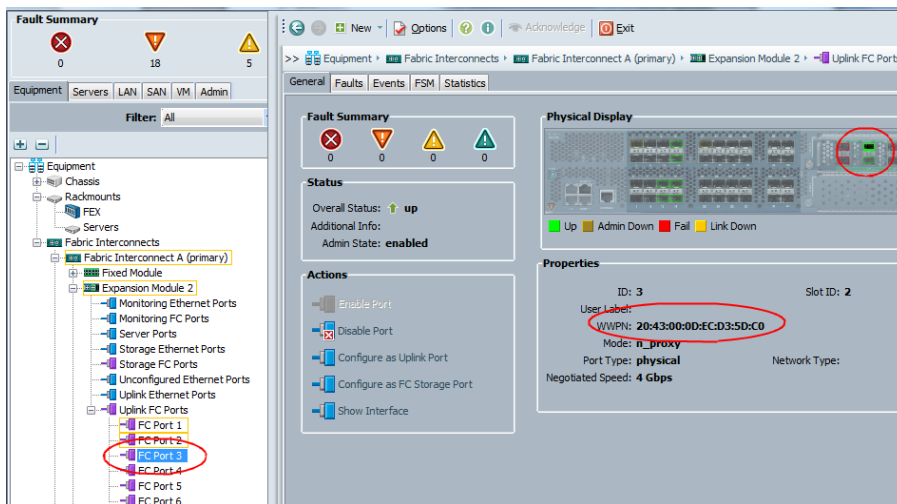 Fault Summary
0 18 5
Equipment Servers LAN SAN VM Admin
Filter: All
Equipment
Chassis
Rackmounts
FEX
Servers
Fabric Interconnects
Fabric Interconnect A (primary)
Fixed Module
Expansion Module 2
Monitoring Ethernet Ports
Monitoring FC Ports
Server Ports
Storage Ethernet Ports
Storage FC Ports
Unconfigured Ethernet Ports
Uplink Ethernet Ports
Uplink FC Ports
FC Port 1
FC Port 2
FC Port 3
FC Port 4
FC Port 5
FC Port 6
New Options Acknowledge Exit
>> Equipment Fabric Interconnects Fabric Interconnect A (primary) Expansion Module 2 Uplink FC Ports
General Faults Events FSM Statistics
Fault Summary
0 0 0 0
Status
Overall Status: up
Additional Info:
Admin State: enabled
Actions
Enable Port
Disable Port
Configure as Uplink Port
Configure as FC Storage Port
Show Interface
Physical Display
Up Admin Down Fail Link Down
Properties
ID: 3 Slot ID: 2
User Label:
WWPN: 20:43:00:0D:EC:D3:5D:C0
Mode: n_proxy
Port Type: physical Network Type:
Negotiated Speed: 4 Gbps